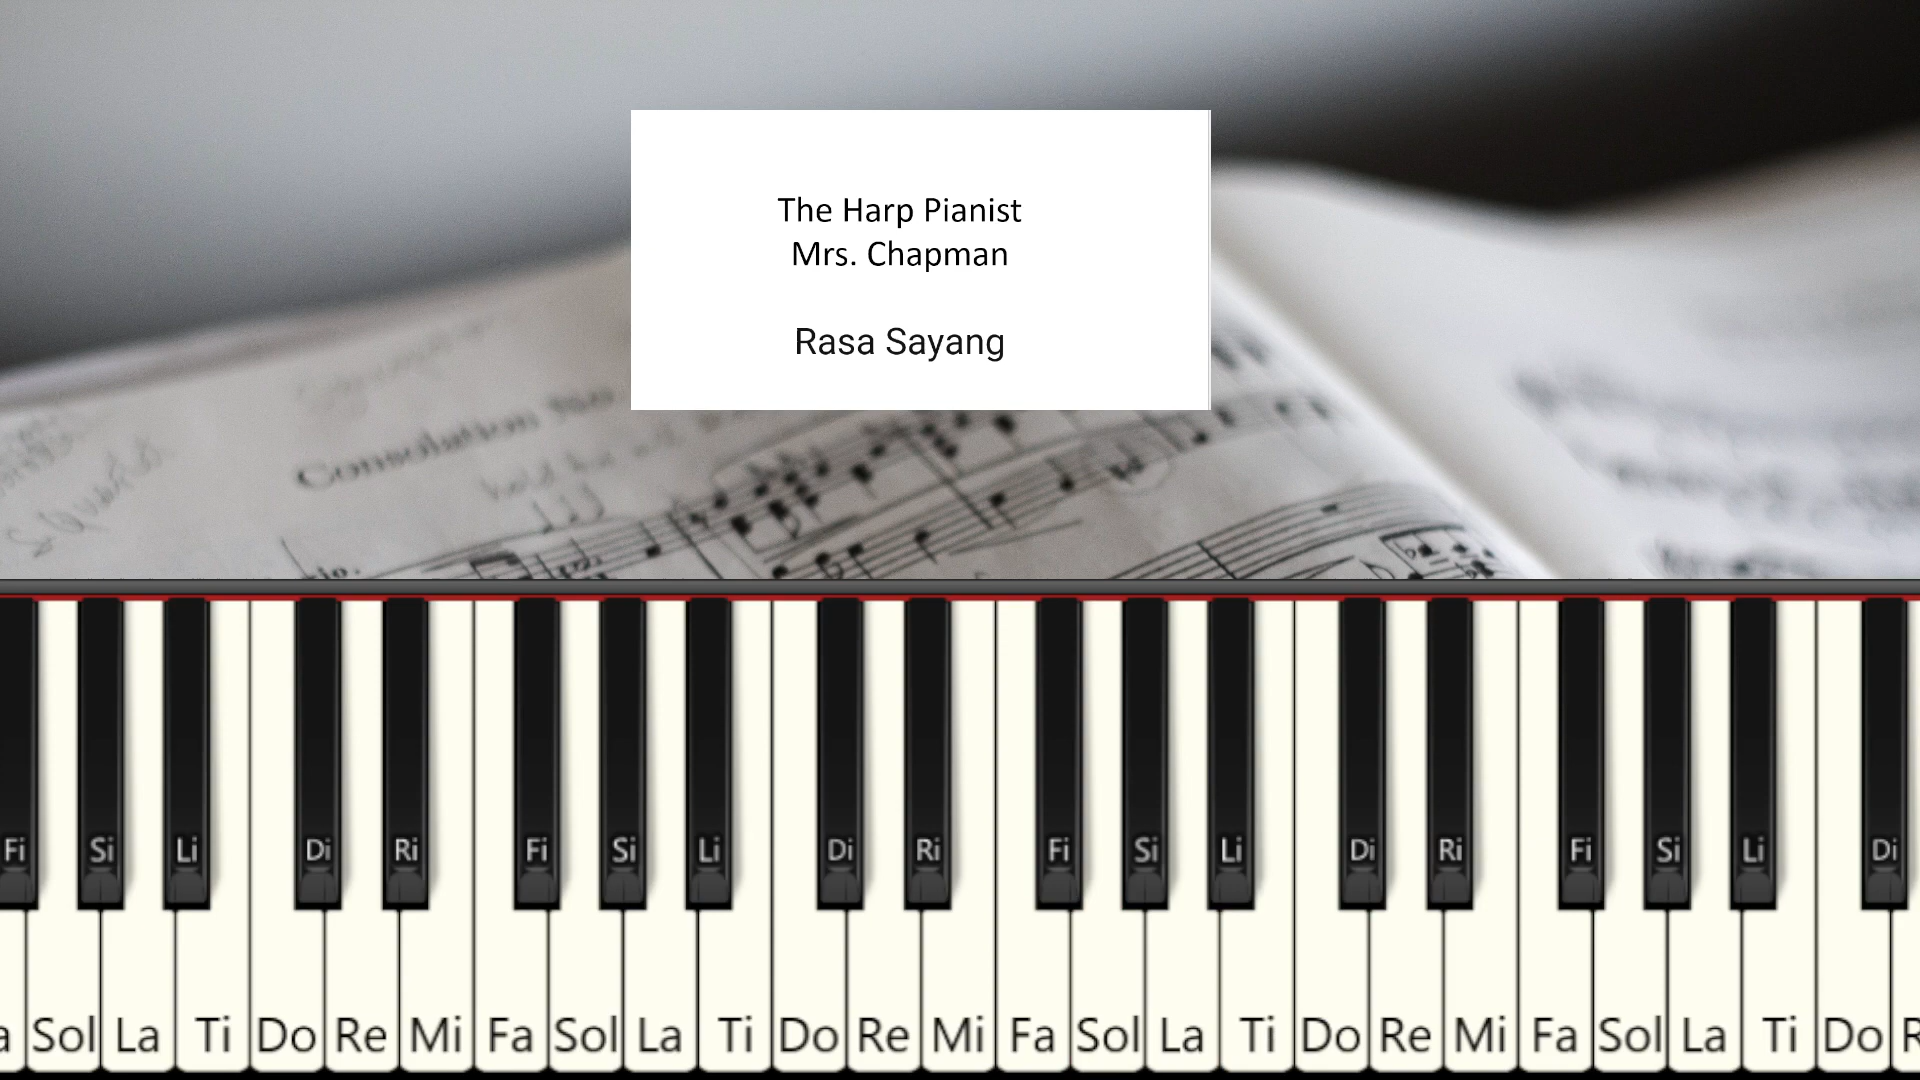 The Harp Pianist
Mrs. Chapman
Rasa Sayang
Consolation
Fi Si Li Di Ri Fi Si Li Di Ri Fi Si Li Di Ri Fi Si Li Di
Sol La Ti Do Re Mi Fa Sol La Ti Do Re Mi Fa Sol La Ti Do Re Mi Fa Sol La Ti Do